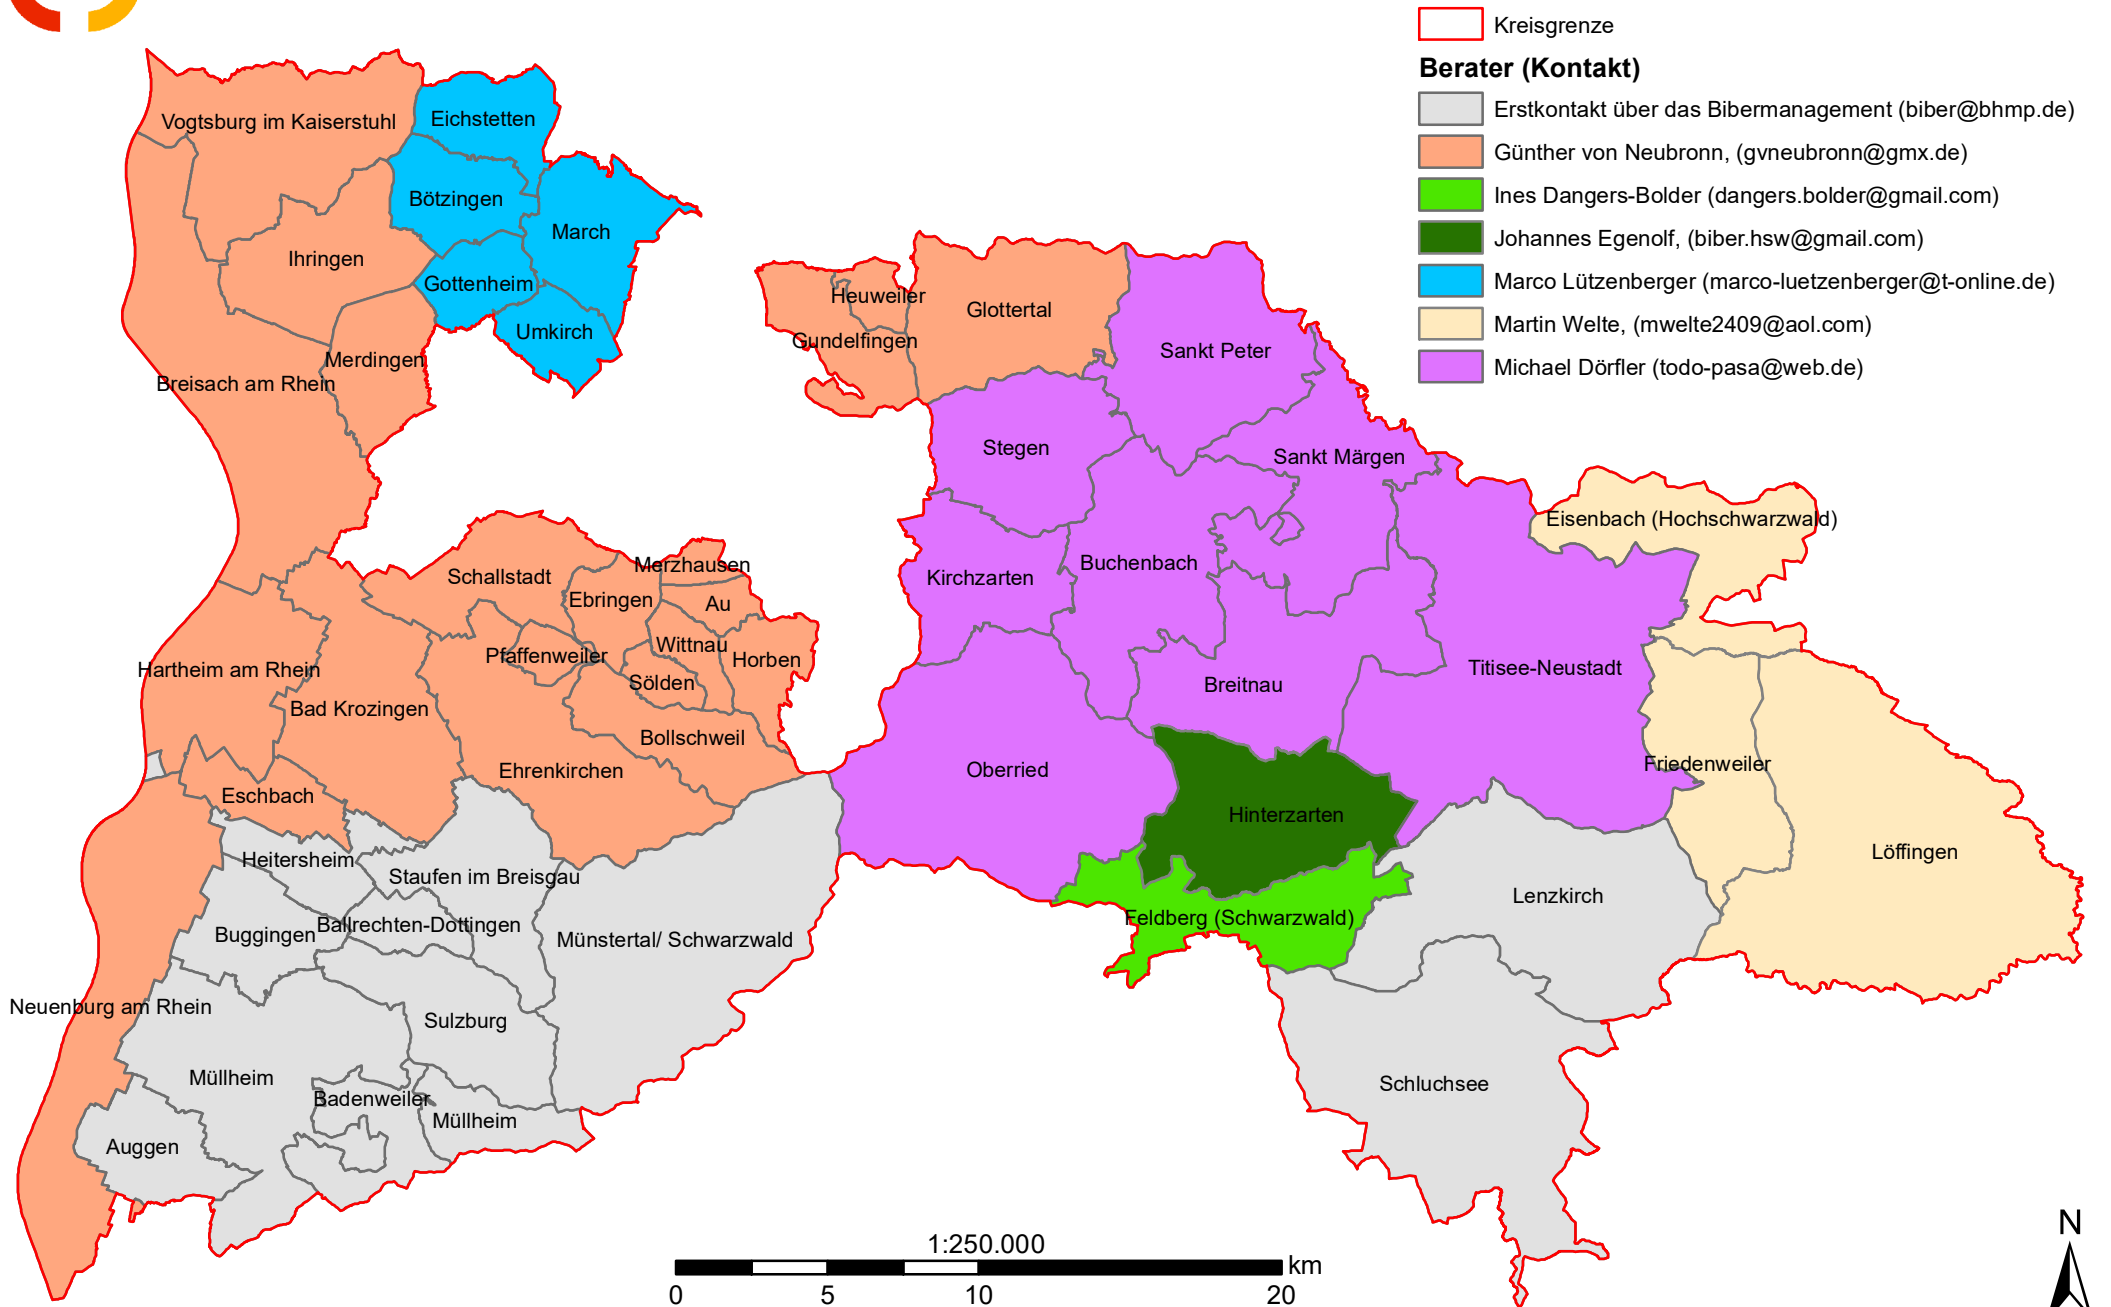 Kreisgrenze
Berater (Kontakt)
Erstkontakt über das Bibermanagement (biber@bhmp.de)
Günther von Neubronn, (gvneubronn@gmx.de)
Ines Dangers-Bolder (dangers.bolder@gmail.com)
Johannes Egenolf, (biber.hsw@gmail.com)
Marco Lützenberger (marco-luetzenberger@t-online.de)
Martin Welte, (mwelte2409@aol.com)
Michael Dörfler (todo-pasa@web.de)
Vogtsburg im Kaiserstuhl
Eichstetten
Bötzingen
March
Ihringen
Gottenheim
Umkirch
Merdingen
Breisach am Rhein
Heuweiler
Glottertal
Gundelfingen
Sankt Peter
Stegen
Sankt Märgen
Eisenbach (Hochschwarzwald)
Kirchzarten
Buchenbach
Schallstadt
Merzhausen
Ebringen
Au
Wittnau
Pfaffenweiler
Horben
Sölden
Hartheim am Rhein
Bad Krozingen
Bollschweil
Ehrenkirchen
Eschbach
Breitnau
Titisee-Neustadt
Oberried
Friedenweiler
Hinterzarten
Löffingen
Heitersheim
Staufen im Breisgau
Lenzkirch
Feldberg (Schwarzwald)
Buggingen
Ballrechten-Dottingen
Münstertal/ Schwarzwald
Neuenburg am Rhein
Sulzburg
Müllheim
Badenweiler
Müllheim
Auggen
Schluchsee
1:250.000
km
0
5
10
20
N